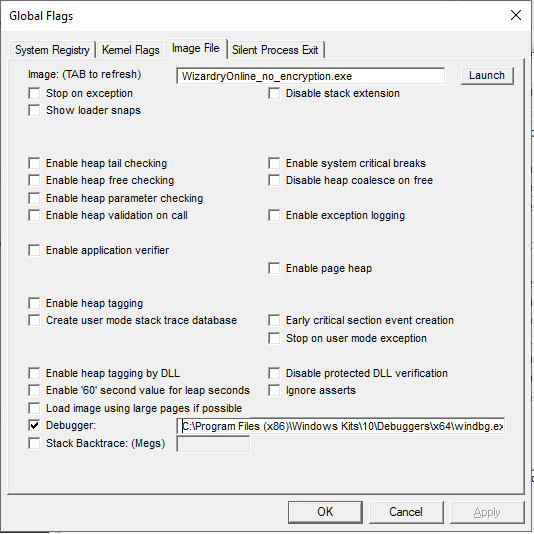 Global Flags
System Registry Kernel Flags Image File Silent Process Exit
Image: (TAB to refresh) WizardryOnline_no_encryption.exe Launch
Stop on exception Disable stack extension
Show loader snaps
Enable heap tail checking Enable system critical breaks
Enable heap free checking Disable heap coalesce on free
Enable heap parameter checking
Enable heap validation on call Enable exception logging
Enable application verifier
Enable page heap
Enable heap tagging
Create user mode stack trace database Early critical section event creation
Stop on user mode exception
Enable heap tagging by DLL Disable protected DLL verification
Enable '60' second value for leap seconds Ignore asserts
Load image using large pages if possible
Debugger: C:\Program Files (x86)\Windows Kits\10\Debuggers\x64\windbg.ex
Stack Backtrace: (Megs)
OK Cancel Apply